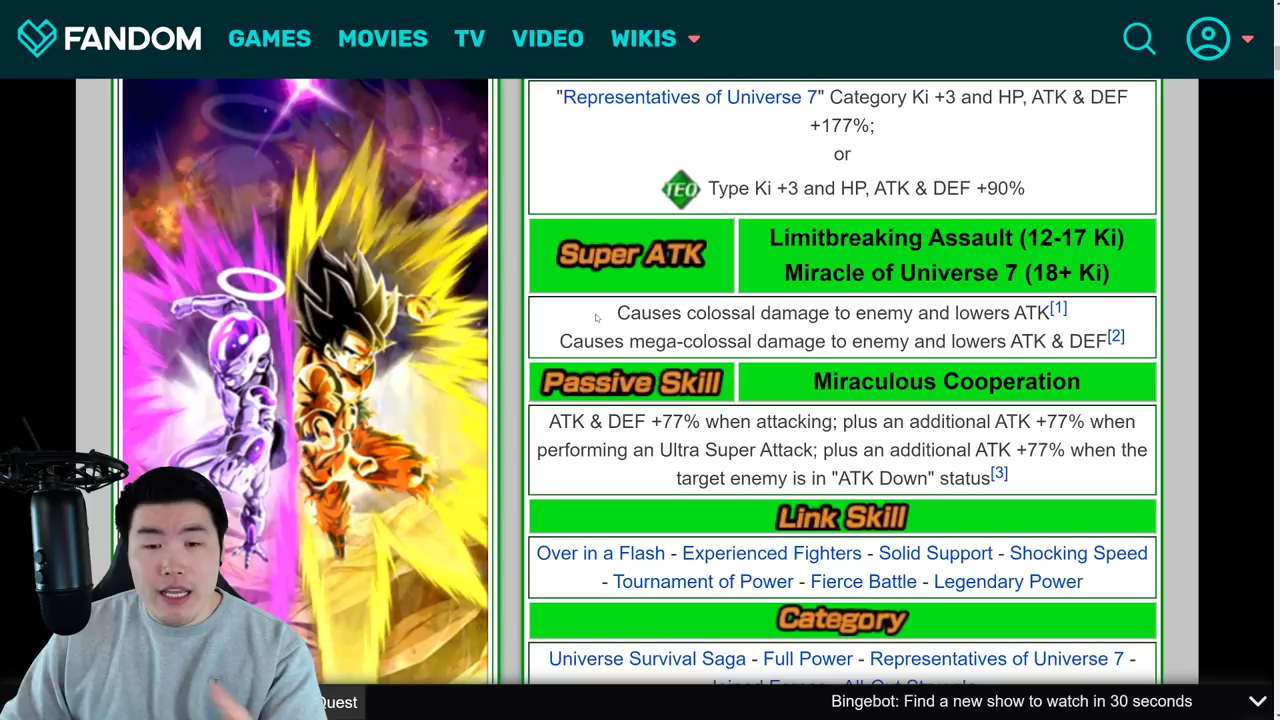 FANDOM GAMES MOVIES TV VIDEO WIKIS
"Representatives of Universe 7" Category Ki +3 and HP, ATK & DEF
+177%;
or
TEQ Type Ki +3 and HP, ATK & DEF +90%
Super ATK
Limitbreaking Assault (12-17 Ki)
Miracle of Universe 7 (18+ Ki)
Causes colossal damage to enemy and lowers ATK[1]
Causes mega-colossal damage to enemy and lowers ATK & DEF[2]
Passive Skill
Miraculous Cooperation
ATK & DEF +77% when attacking; plus an additional ATK +77% when
performing an Ultra Super Attack; plus an additional ATK +77% when the
target enemy is in "ATK Down" status[3]
Link Skill
Over in a Flash - Experienced Fighters - Solid Support - Shocking Speed
- Tournament of Power - Fierce Battle - Legendary Power
Category
Universe Survival Saga - Full Power - Representatives of Universe 7 -
Quest
Bingebot: Find a new show to watch in 30 seconds